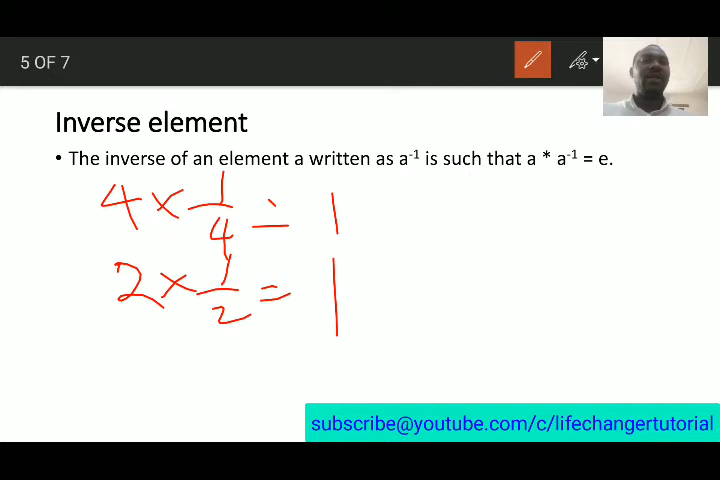 5 OF 7
Inverse element
• The inverse of an element a written as a⁻¹ is such that a * a⁻¹ = e.
4 × 1/4 = 1
2 × 1/2 = 1
subscribe@youtube.com/c/lifechangertutorial